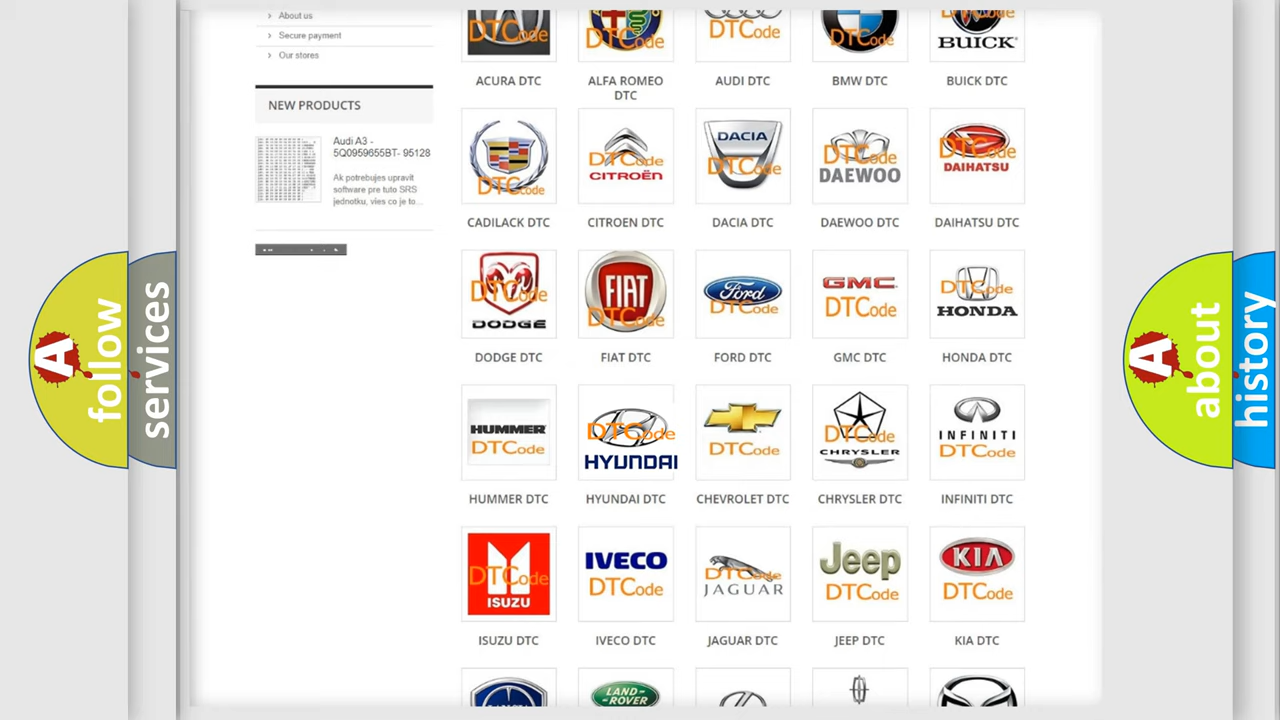 About us
Secure payment
Our stores
NEW PRODUCTS
Audi A3 -
5Q0959655BT- 95128
Ak potrebujes upravit
software pre tuto SRS
jednotku, vies co je to...
DTCode
DTCode
DTCode
DTCode
BUICK
ACURA DTC
ALFA ROMEO
DTC
AUDI DTC
BMW DTC
BUICK DTC
DTCode
DTCode
CITROËN
DACIA
DTCode
DTCode
DAEWOO
DTCode
DAIHATSU
CADILACK DTC
CITROEN DTC
DACIA DTC
DAEWOO DTC
DAIHATSU DTC
DTCode
DODGE
FIAT
DTCode
Ford
DTCode
GMC
DTCode
DTCode
HONDA
DODGE DTC
FIAT DTC
FORD DTC
GMC DTC
HONDA DTC
HUMMER
DTCode
DTCode
HYUNDAI
DTCode
DTCode
CHRYSLER
INFINITI
DTCode
HUMMER DTC
HYUNDAI DTC
CHEVROLET DTC
CHRYSLER DTC
INFINITI DTC
DTCode
ISUZU
IVECO
DTCode
DTCode
JAGUAR
Jeep
DTCode
KIA
DTCode
ISUZU DTC
IVECO DTC
JAGUAR DTC
JEEP DTC
KIA DTC
LAND-
ROVER
A follow
services
A about
history